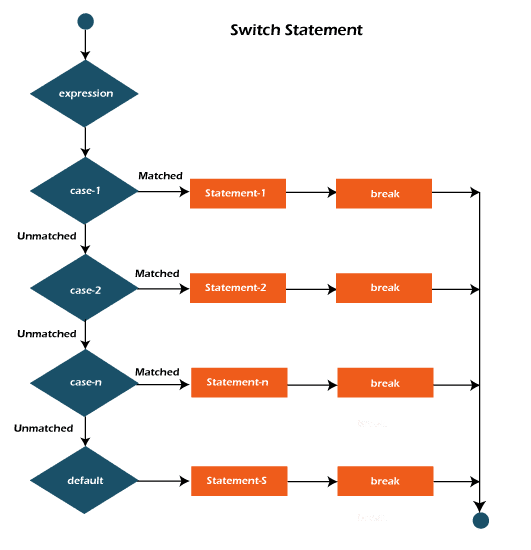 Switch Statement
expression
case-1
Matched
Statement-1
break
Unmatched
case-2
Matched
Statement-2
break
Unmatched
case-n
Matched
Statement-n
break
Unmatched
default
Statement-S
break